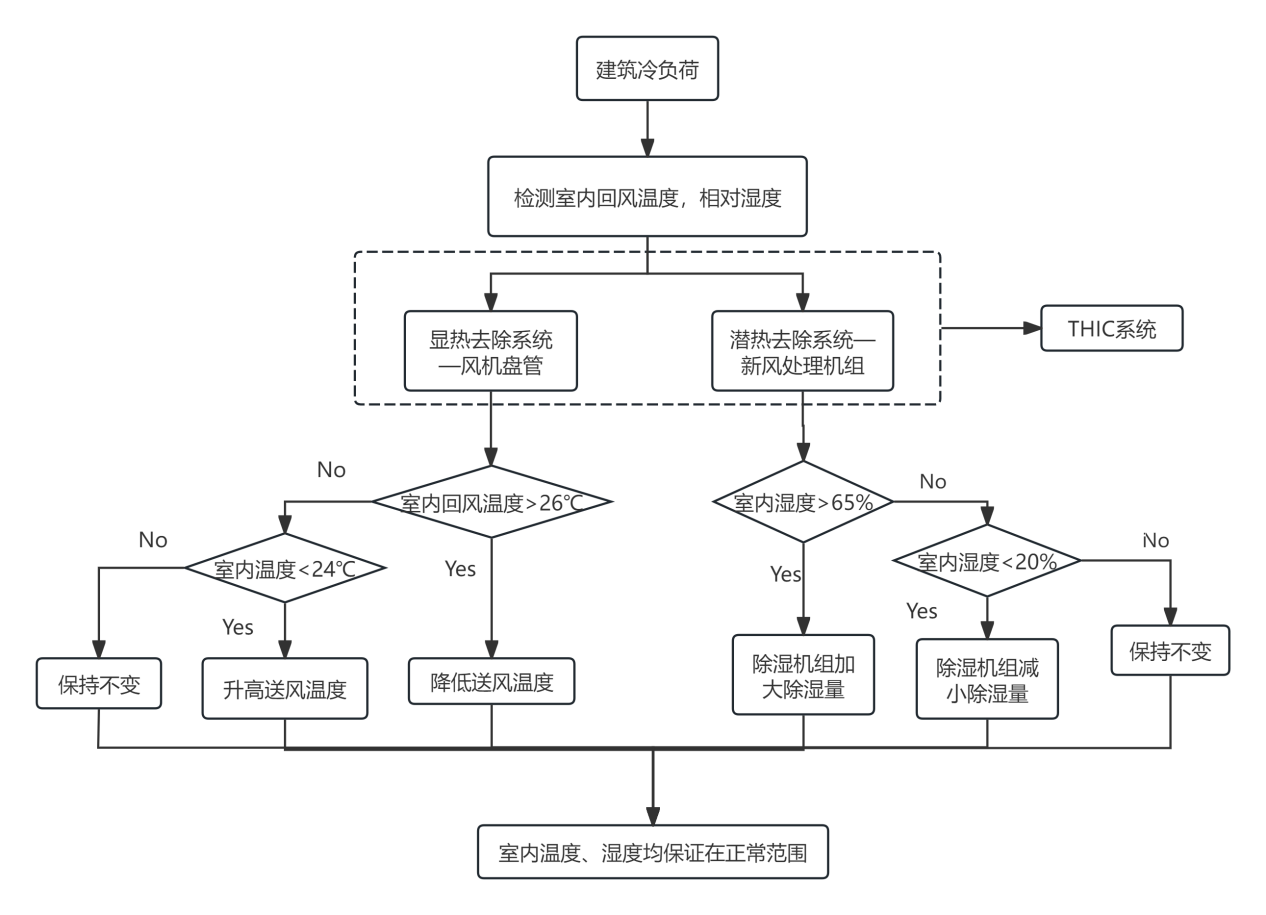 建筑冷负荷
检测室内回风温度，相对湿度
显热去除系统
—风机盘管
潜热去除系统—
新风处理机组
THIC系统
No
室内回风温度>26℃
室内湿度>65%
No
No
室内温度<24℃
Yes
Yes
室内湿度<20%
No
Yes
Yes
保持不变
升高送风温度
降低送风温度
除湿机组加
大除湿量
除湿机组减
小除湿量
保持不变
室内温度、湿度均保证在正常范围